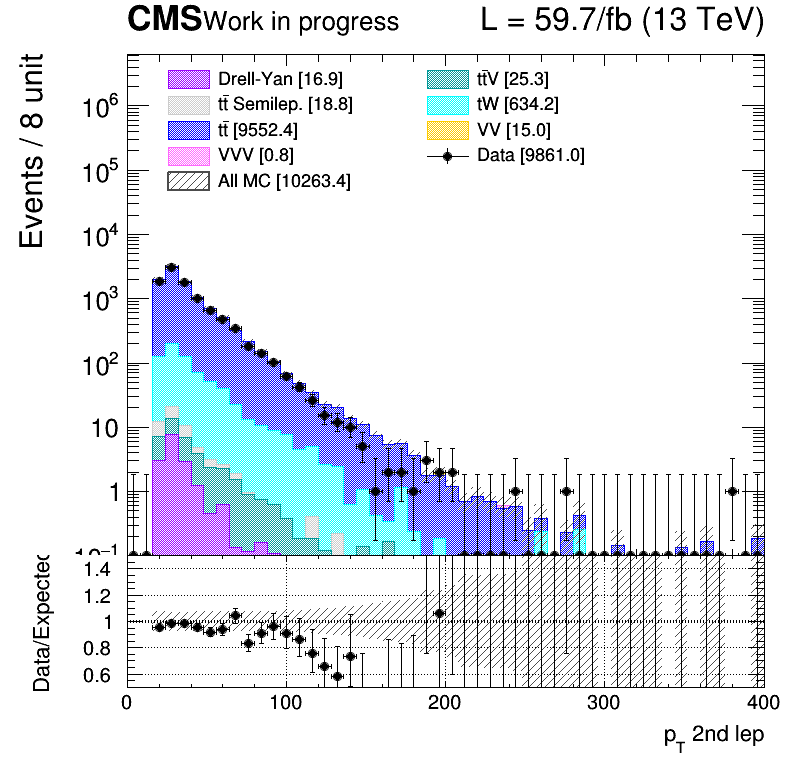 CMS Work in progress L = 59.7/fb (13 TeV)
Events / 8 unit
Drell-Yan [16.9]
tt̄ Semilep. [18.8]
tt̄ [9552.4]
VVV [0.8]
All MC [10263.4]
tt̄V [25.3]
tW [634.2]
VV [15.0]
Data [9861.0]
10⁶
10⁵
10⁴
10³
10²
10
1
10⁻¹
Data/Expected
1.4
1.2
1
0.8
0.6
0 100 200 300 400
p_T 2nd lep